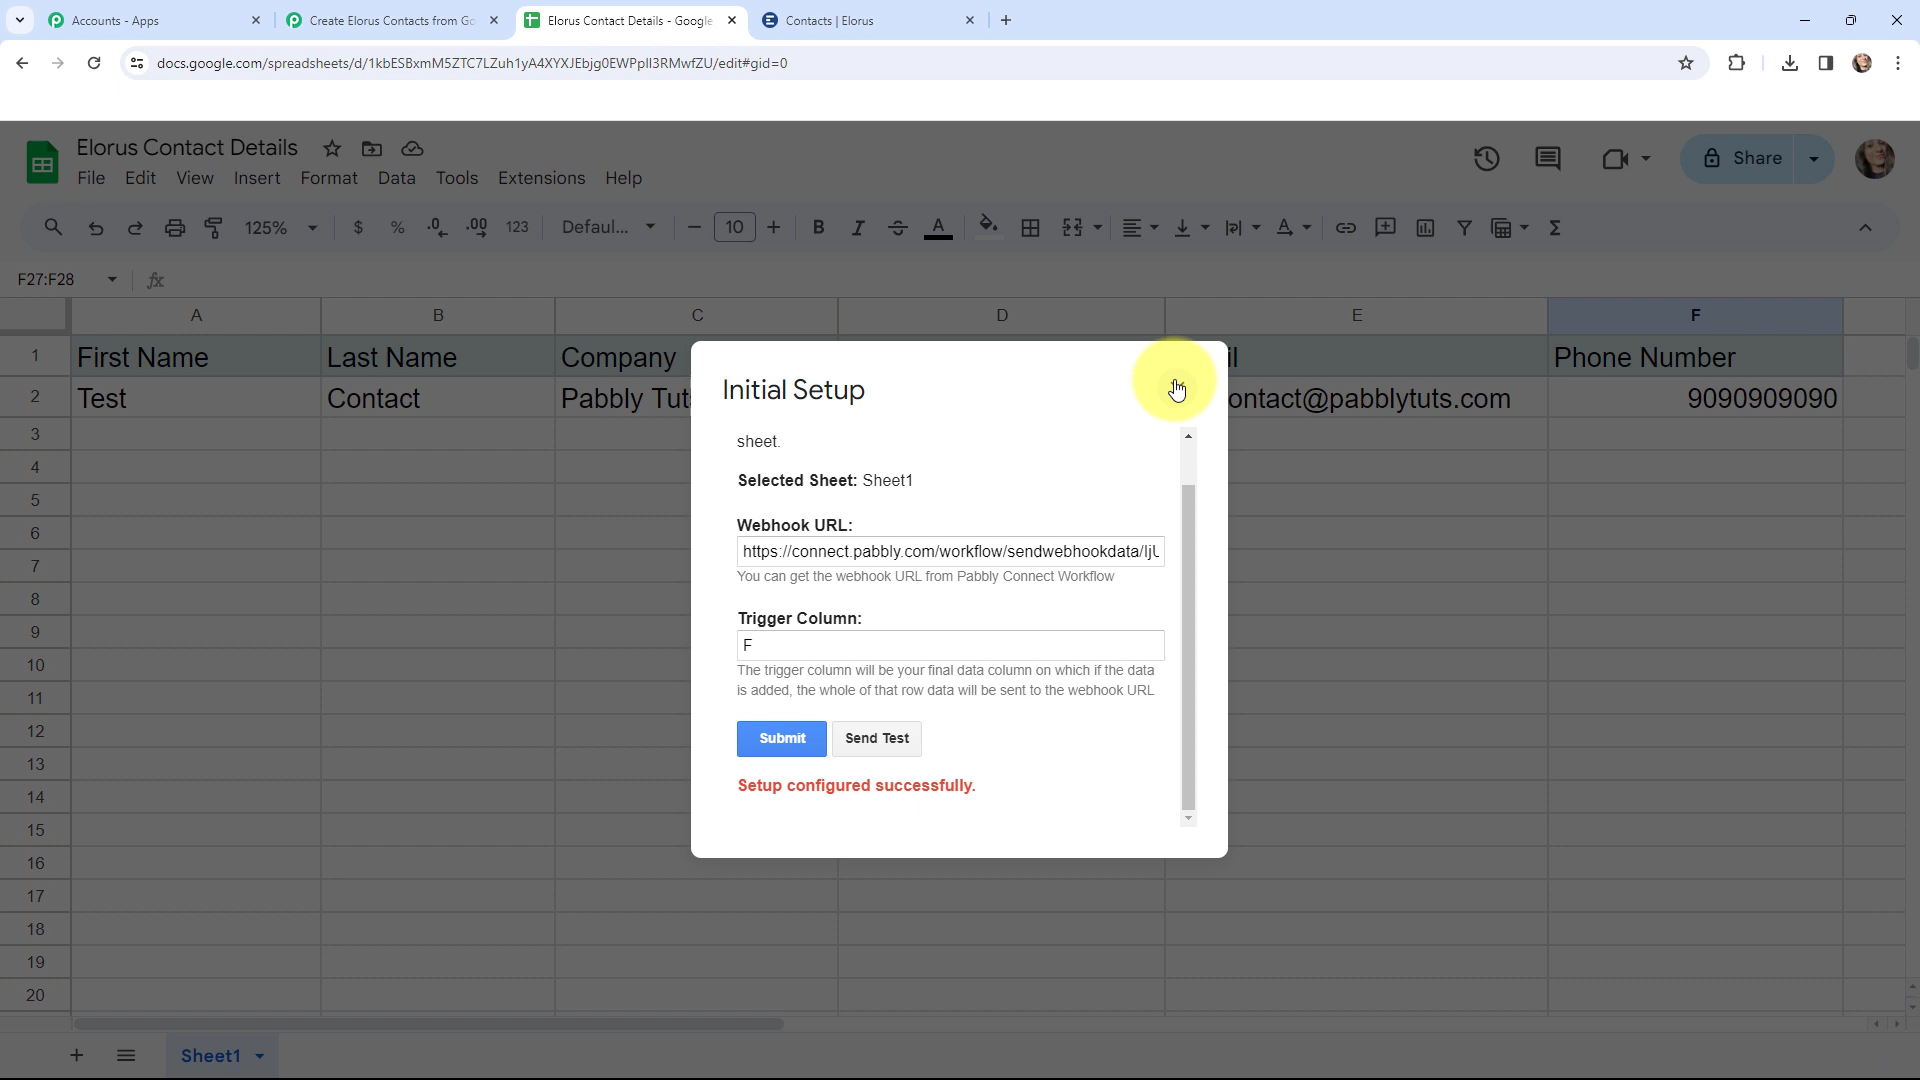 Accounts - Apps
Create Elorus Contacts from Go
Elorus Contact Details - Google
Contacts | Elorus
docs.google.com/spreadsheets/d/1kbESBxmM5ZTC7LZuh1yA4XYXJEbjg0EWPpII3RMwfZU/edit#gid=0
Elorus Contact Details
File Edit View Insert Format Data Tools Extensions Help
Share
125% $ % .0 .00 123 Defaul... 10 B I A
F27:F28
fx
A B C D E F
1 First Name Last Name Company il Phone Number
2 Test Contact Pabbly Tut ontact@pabblytuts.com 9090909090
3
4
5
6
7
8
9
10
11
12
13
14
15
16
17
18
19
20
Initial Setup
sheet.
Selected Sheet: Sheet1
Webhook URL:
https://connect.pabbly.com/workflow/sendwebhookdata/IjU
You can get the webhook URL from Pabbly Connect Workflow
Trigger Column:
F
The trigger column will be your final data column on which if the data
is added, the whole of that row data will be sent to the webhook URL
Submit Send Test
Setup configured successfully.
Sheet1